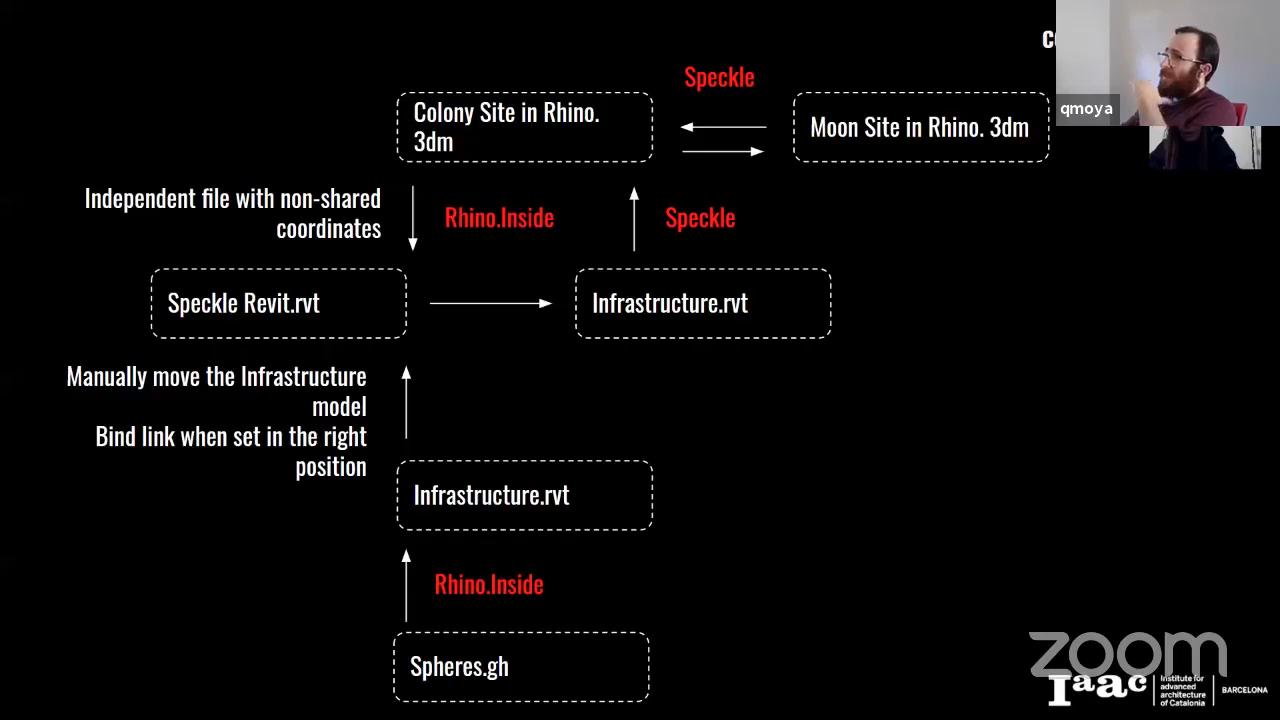 Speckle
Colony Site in Rhino.
3dm
Moon Site in Rhino. 3dm
qmoya
Independent file with non-shared
coordinates
Rhino.Inside
Speckle
Speckle Revit.rvt
Infrastructure.rvt
Manually move the Infrastructure
model
Bind link when set in the right
position
Infrastructure.rvt
Rhino.Inside
Spheres.gh
zoom
Iaac
Institute for
advanced
architecture
of Catalonia
BARCELONA